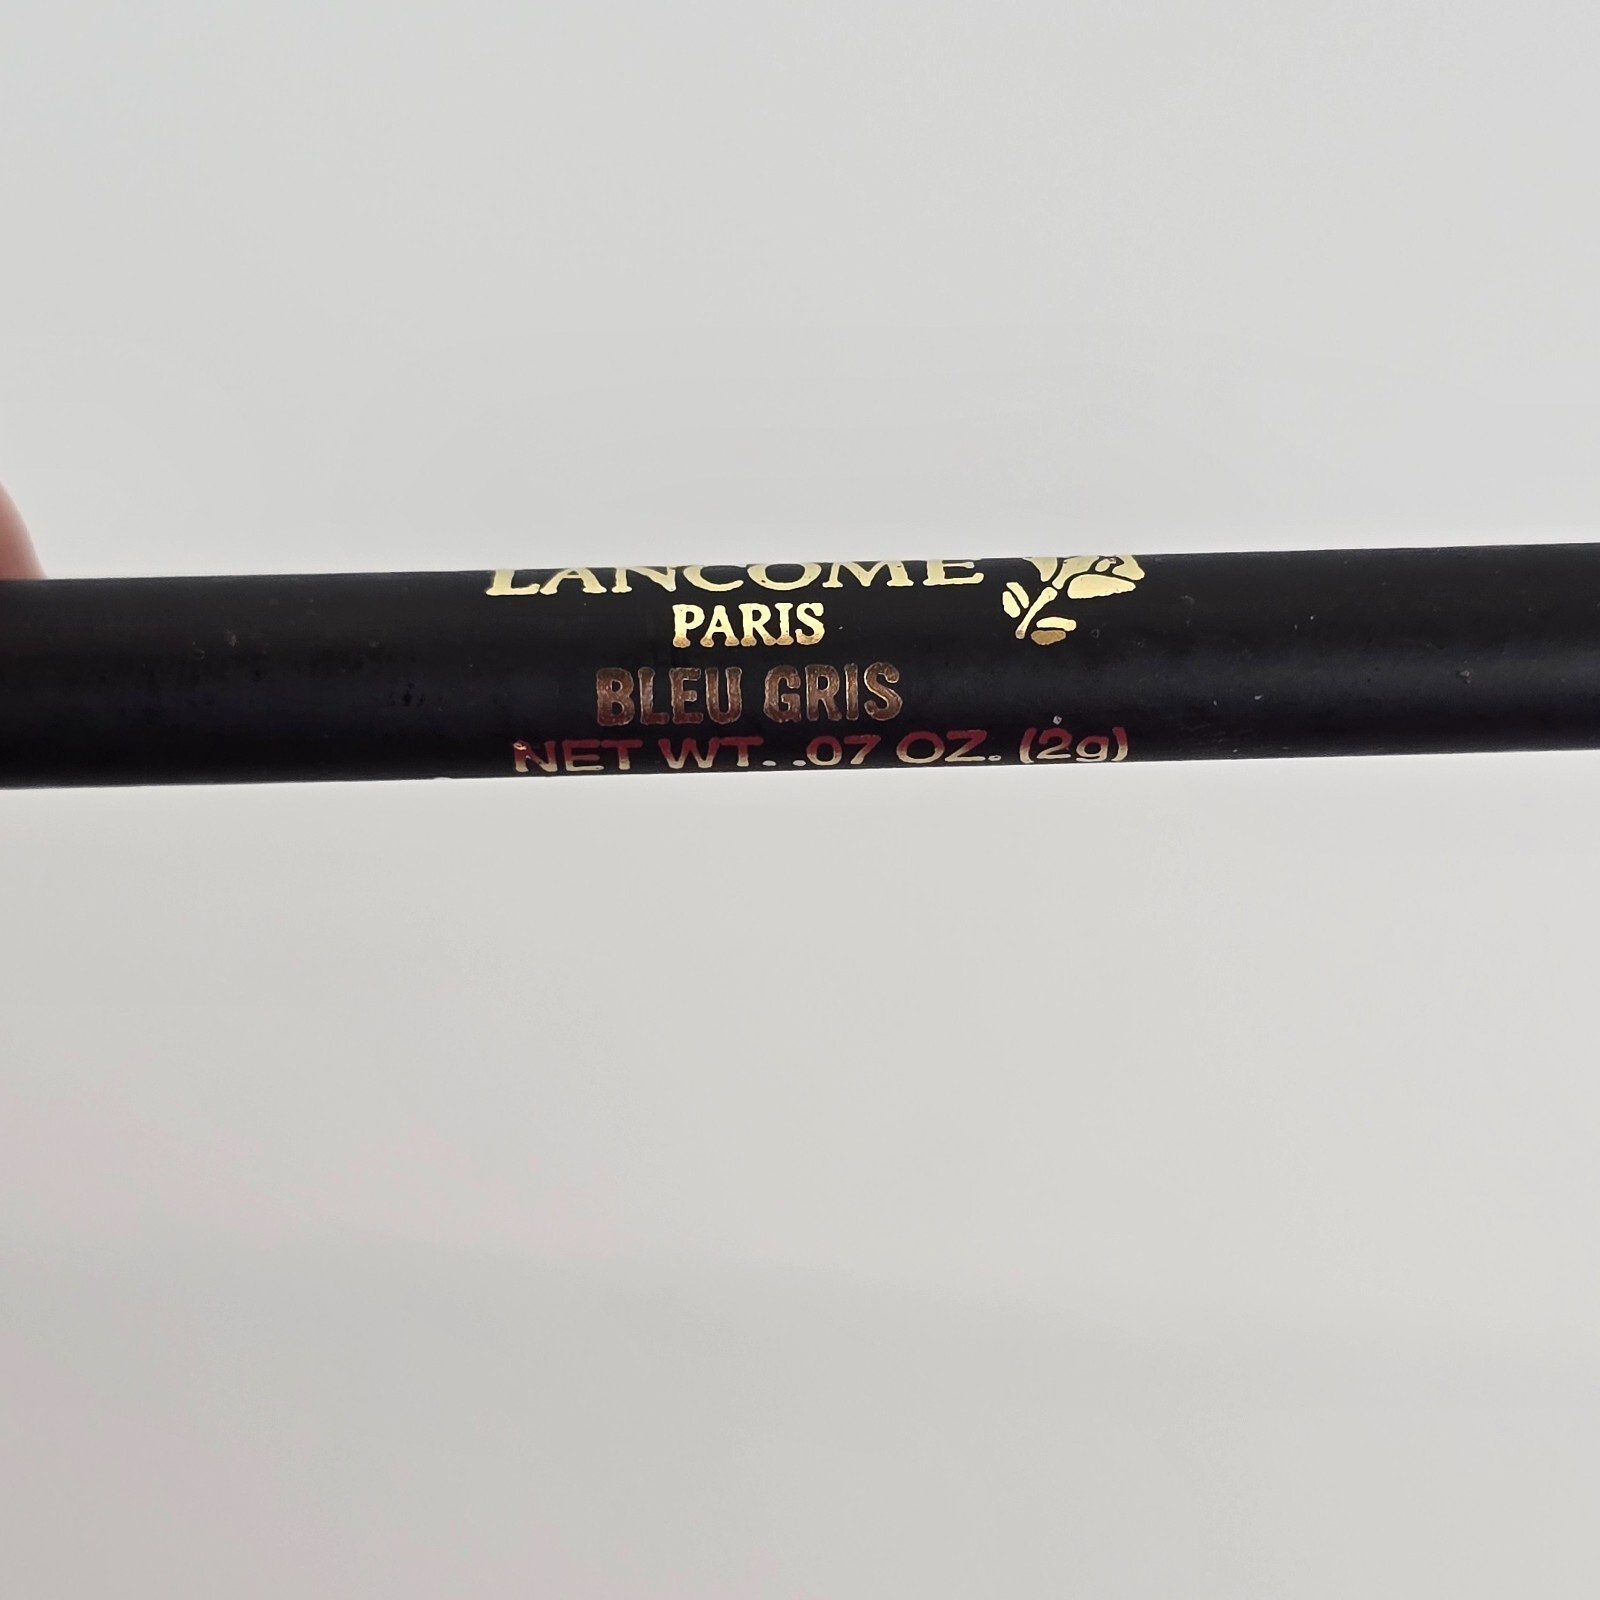 LANCOME
PARIS
BLEU GRIS
NET WT. .07 OZ. (2g)